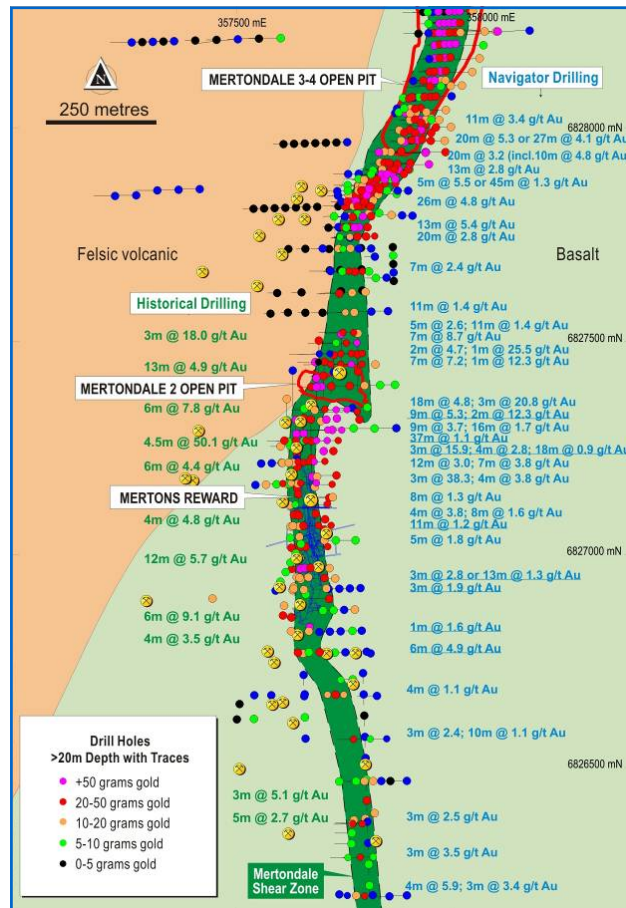 357500 mE
358000 mE
MERTONDALE 3-4 OPEN PIT
Navigator Drilling
N
250 metres
11m @ 3.4 g/t Au
6828000 mN
20m @ 5.3 or 27m @ 4.1 g/t Au
20m @ 3.2 (incl.10m @ 4.8 g/t Au
13m @ 2.8 g/t Au
5m @ 5.5 or 45m @ 1.3 g/t Au
26m @ 4.8 g/t Au
13m @ 5.4 g/t Au
20m @ 2.8 g/t Au
Felsic volcanic
Basalt
7m @ 2.4 g/t Au
Historical Drilling
11m @ 1.4 g/t Au
5m @ 2.6; 11m @ 1.4 g/t Au
3m @ 18.0 g/t Au
7m @ 8.7 g/t Au
6827500 mN
2m @ 4.7; 1m @ 25.5 g/t Au
13m @ 4.9 g/t Au
7m @ 7.2; 1m @ 12.3 g/t Au
MERTONDALE 2 OPEN PIT
6m @ 7.8 g/t Au
18m @ 4.8; 3m @ 20.8 g/t Au
9m @ 5.3; 2m @ 12.3 g/t Au
9m @ 3.7; 16m @ 1.7 g/t Au
4.5m @ 50.1 g/t Au
37m @ 1.1 g/t Au
3m @ 15.9; 4m @ 2.8; 18m @ 0.9 g/t Au
6m @ 4.4 g/t Au
12m @ 3.0; 7m @ 3.8 g/t Au
3m @ 38.3; 4m @ 3.8 g/t Au
MERTONS REWARD
8m @ 1.3 g/t Au
4m @ 4.8 g/t Au
4m @ 3.8; 8m @ 1.6 g/t Au
11m @ 1.2 g/t Au
5m @ 1.8 g/t Au
6827000 mN
12m @ 5.7 g/t Au
3m @ 2.8 or 13m @ 1.3 g/t Au
3m @ 1.9 g/t Au
6m @ 9.1 g/t Au
1m @ 1.6 g/t Au
4m @ 3.5 g/t Au
6m @ 4.9 g/t Au
4m @ 1.1 g/t Au
Drill Holes
>20m Depth with Traces
+50 grams gold
20-50 grams gold
10-20 grams gold
5-10 grams gold
0-5 grams gold
3m @ 2.4; 10m @ 1.1 g/t Au
6826500 mN
3m @ 5.1 g/t Au
5m @ 2.7 g/t Au
3m @ 2.5 g/t Au
3m @ 3.5 g/t Au
Mertondale
Shear Zone
4m @ 5.9; 3m @ 3.4 g/t Au